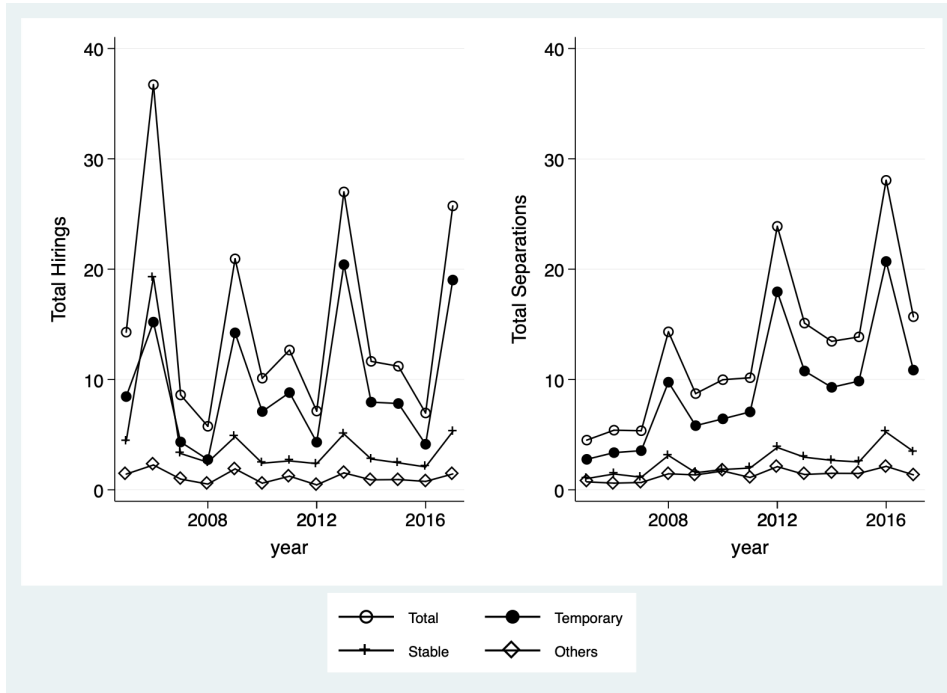 Total Hirings
40
30
20
10
0
2008 2012 2016
year
Total Separations
40
30
20
10
0
2008 2012 2016
year
Total Temporary
Stable Others